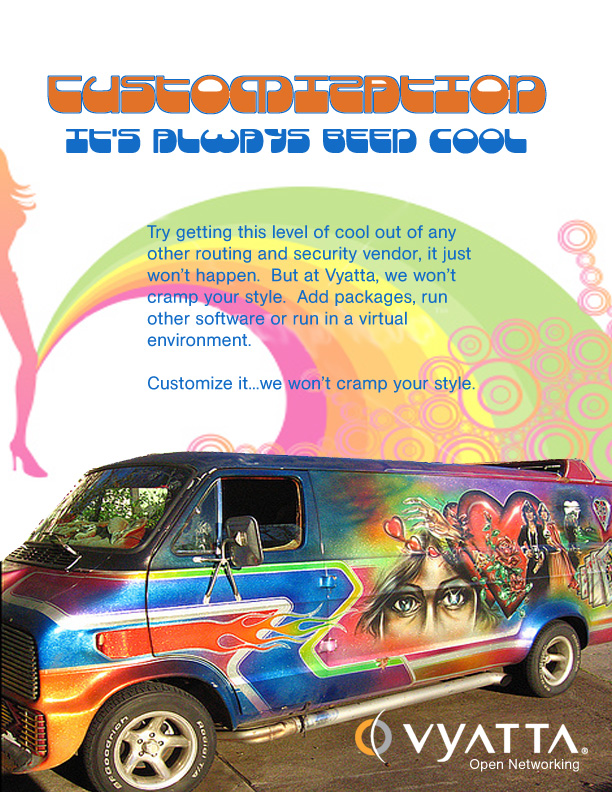 CUSTOMIZATION
IT'S ALWAYS BEEN COOL
Try getting this level of cool out of any
other routing and security vendor, it just
won't happen.  But at Vyatta, we won't
cramp your style.  Add packages, run
other software or run in a virtual
environment.
Customize it...we won't cramp your style.
BFGoodrich Radial T/A
VYATTA®
Open Networking